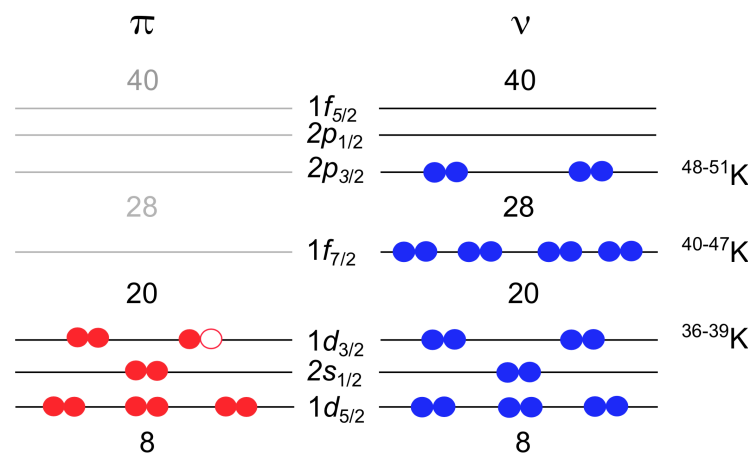 π ν
40 40
1f5/2
2p1/2
2p3/2 48-51K
28 28
1f7/2 40-47K
20 20
1d3/2 36-39K
2s1/2
1d5/2
8 8